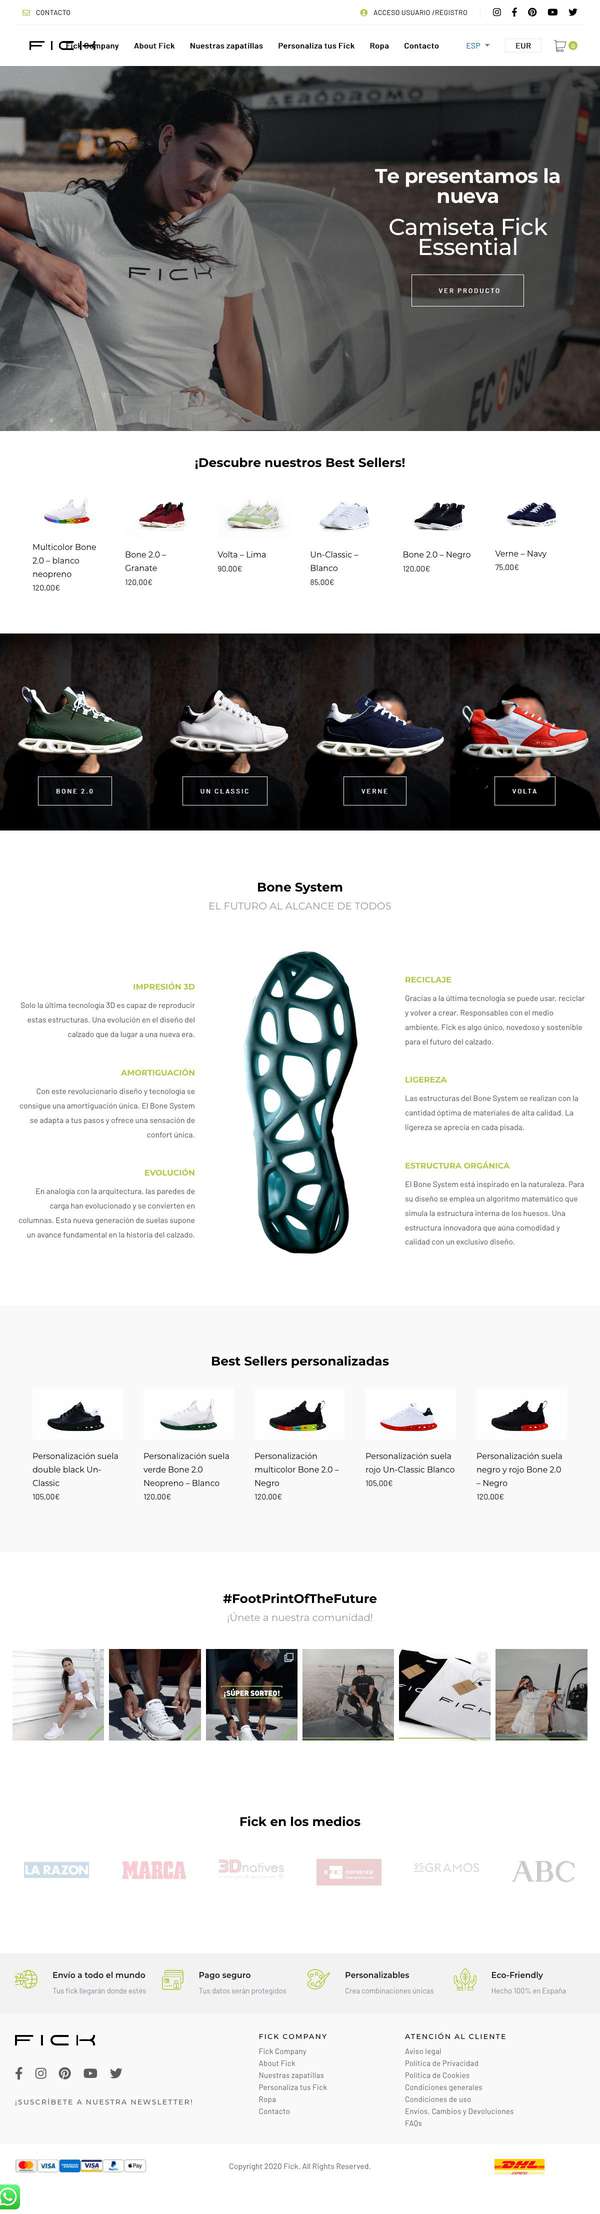 CONTACTO
ACCESO USUARIO /REGISTRO
FICK
Fick Company About Fick Nuestras zapatillas Personaliza tus Fick Ropa Contacto ESP EUR 0
AERÓDROMO
Te presentamos la
nueva
Camiseta Fick
Essential
VER PRODUCTO
FICK
¡Descubre nuestros Best Sellers!
Multicolor Bone
2.0 – blanco
neopreno
120,00€
Bone 2.0 –
Granate
120,00€
Volta – Lima
90,00€
Un-Classic –
Blanco
85,00€
Bone 2.0 – Negro
120,00€
Verne – Navy
75,00€
BONE 2.0
UN CLASSIC
VERNE
VOLTA
Bone System
EL FUTURO AL ALCANCE DE TODOS
IMPRESIÓN 3D
Solo la última tecnología 3D es capaz de reproducir
estas estructuras. Una evolución en el diseño del
calzado que da lugar a una nueva era.
AMORTIGUACIÓN
Con este revolucionario diseño y tecnología se
consigue una amortiguación única. El Bone System
se adapta a tus pasos y ofrece una sensación de
confort única.
EVOLUCIÓN
En analogía con la arquitectura, las paredes de
carga han evolucionado y se convierten en
columnas. Esta nueva generación de suelas supone
un avance fundamental en la historia del calzado.
RECICLAJE
Gracias a la última tecnología se puede usar, reciclar
y volver a crear. Responsables con el medio
ambiente. Fick es algo único, novedoso y sostenible
para el futuro del calzado.
LIGEREZA
Las estructuras del Bone System se realizan con la
cantidad óptima de materiales de alta calidad. La
ligereza se aprecia en cada pisada.
ESTRUCTURA ORGÁNICA
El Bone System está inspirado en la naturaleza. Para
su diseño se emplea un algoritmo matemático que
simula la estructura interna de los huesos. Una
estructura innovadora que aúna comodidad y
calidad con un exclusivo diseño.
Best Sellers personalizadas
Personalización suela
double black Un-
Classic
105,00€
Personalización suela
verde Bone 2.0
Neopreno – Blanco
120,00€
Personalización
multicolor Bone 2.0 –
Negro
120,00€
Personalización suela
rojo Un-Classic Blanco
105,00€
Personalización suela
negro y rojo Bone 2.0
– Negro
120,00€
#FootPrintOfTheFuture
¡Únete a nuestra comunidad!
¡SÚPER SORTEO!
FICK
Fick en los medios
LA RAZON
MARCA
3Dnatives
GRAMOS
ABC
Envío a todo el mundo
Tus fick llegarán donde estés
Pago seguro
Tus datos serán protegidos
Personalizables
Crea combinaciones únicas
Eco-Friendly
Hecho 100% en España
FICK
¡SUSCRÍBETE A NUESTRA NEWSLETTER!
FICK COMPANY
Fick Company
About Fick
Nuestras zapatillas
Personaliza tus Fick
Ropa
Contacto
ATENCIÓN AL CLIENTE
Aviso legal
Política de Privacidad
Política de Cookies
Condiciones generales
Condiciones de uso
Envíos, Cambios y Devoluciones
FAQs
VISA
VISA
Pay
Copyright 2020 Fick. All Rights Reserved.
DHL